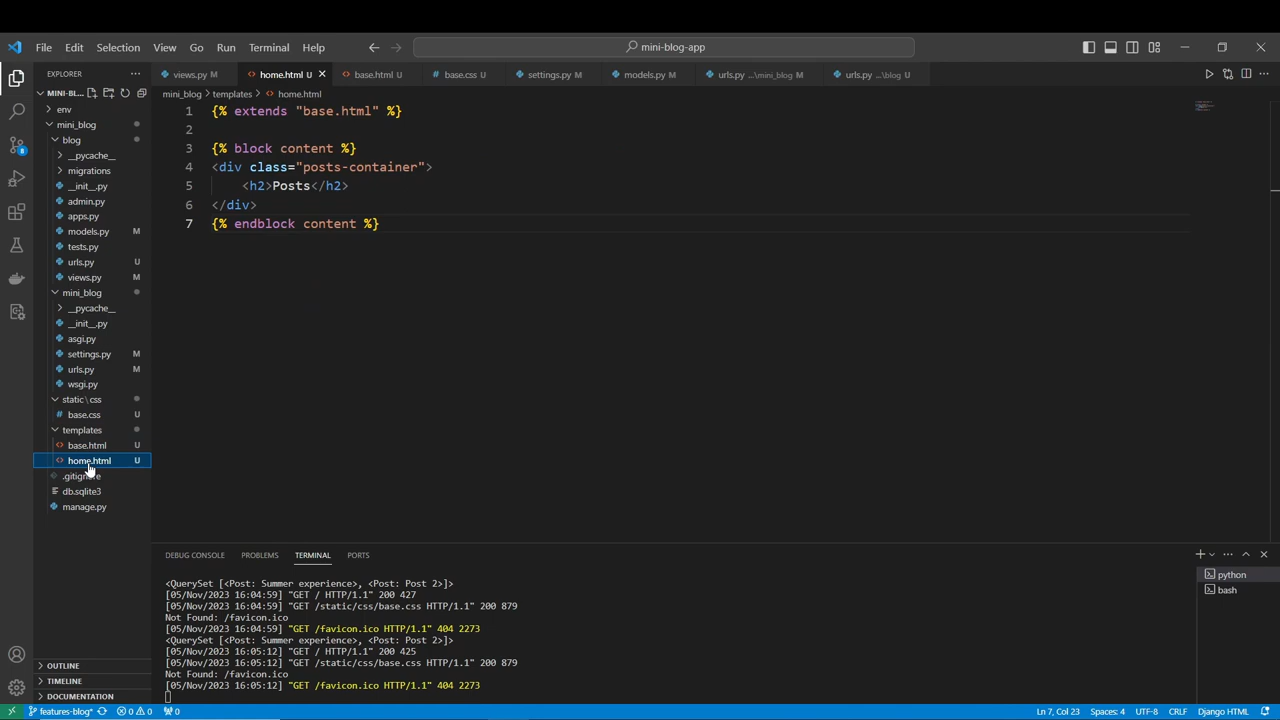 File Edit Selection View Go Run Terminal Help
mini-blog-app
EXPLORER
MINI-BL...
env
mini_blog
blog
__pycache__
migrations
__init__.py
admin.py
apps.py
models.py M
tests.py
urls.py U
views.py M
mini_blog
__pycache__
__init__.py
asgi.py
settings.py M
urls.py M
wsgi.py
static\css
base.css U
templates
base.html U
home.html U
.gitignore
db.sqlite3
manage.py
OUTLINE
TIMELINE
DOCUMENTATION
views.py M home.html U base.html U base.css U settings.py M models.py M urls.py ...\mini_blog M urls.py ...\blog U
mini_blog > templates > home.html
1 {% extends "base.html" %}
2
3 {% block content %}
4 <div class="posts-container">
5 <h2>Posts</h2>
6 </div>
7 {% endblock content %}
DEBUG CONSOLE PROBLEMS TERMINAL PORTS
<QuerySet [<Post: Summer experience>, <Post: Post 2>]>
[05/Nov/2023 16:04:59] "GET / HTTP/1.1" 200 427
[05/Nov/2023 16:04:59] "GET /static/css/base.css HTTP/1.1" 200 879
Not Found: /favicon.ico
[05/Nov/2023 16:04:59] "GET /favicon.ico HTTP/1.1" 404 2273
<QuerySet [<Post: Summer experience>, <Post: Post 2>]>
[05/Nov/2023 16:05:12] "GET / HTTP/1.1" 200 425
[05/Nov/2023 16:05:12] "GET /static/css/base.css HTTP/1.1" 200 879
Not Found: /favicon.ico
[05/Nov/2023 16:05:12] "GET /favicon.ico HTTP/1.1" 404 2273
python
bash
features-blog* 0 0 0 Ln 7, Col 23 Spaces: 4 UTF-8 CRLF Django HTML